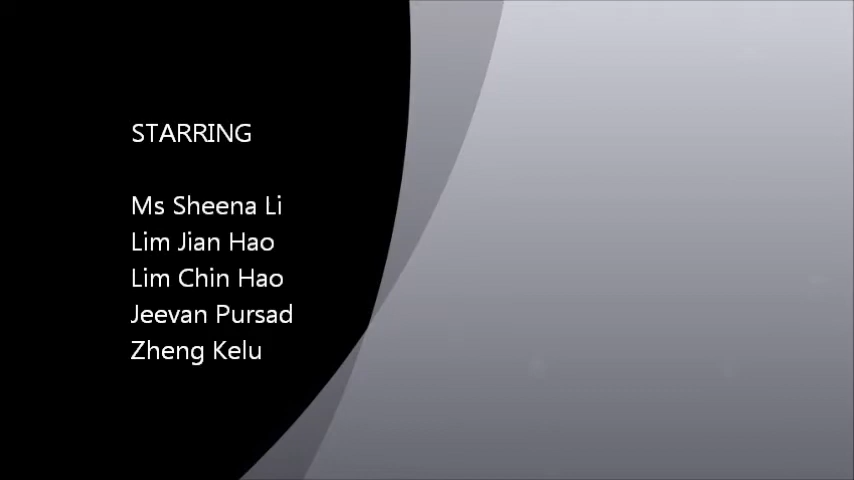 STARRING
Ms Sheena Li
Lim Jian Hao
Lim Chin Hao
Jeevan Pursad
Zheng Kelu